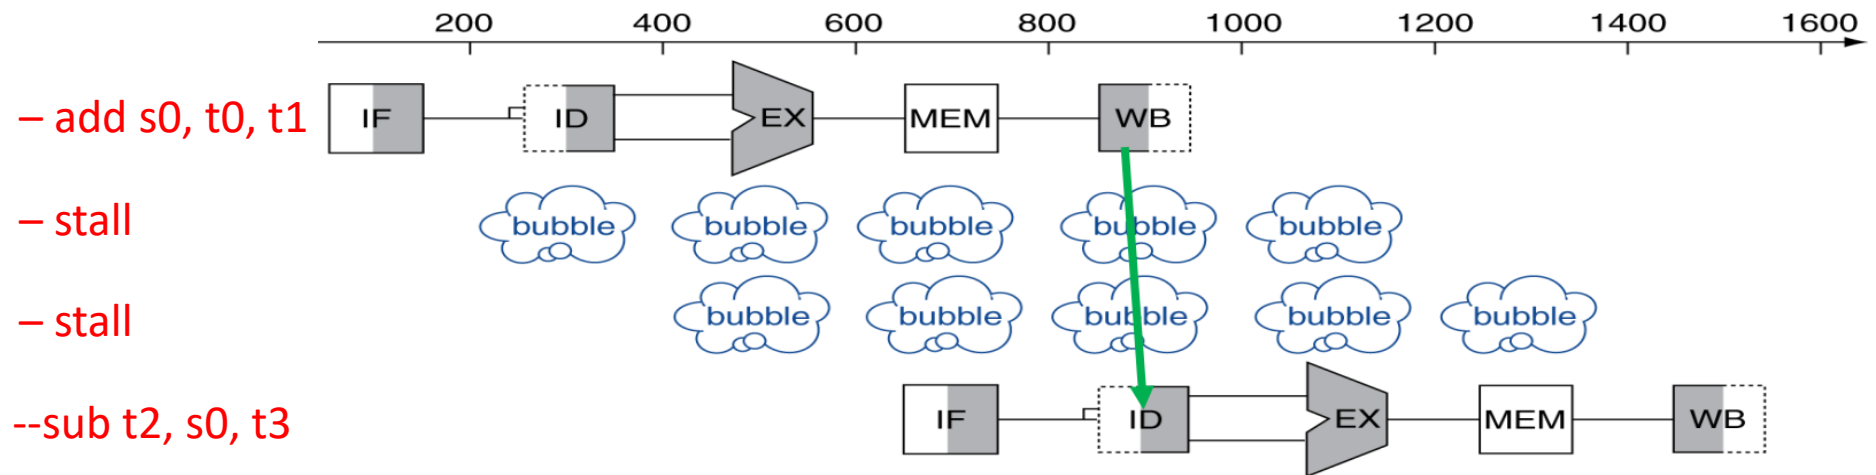 200 400 600 800 1000 1200 1400 1600
– add s0, t0, t1 IF ID EX MEM WB
– stall bubble bubble bubble bubble bubble
– stall bubble bubble bubble bubble bubble
--sub t2, s0, t3 IF ID EX MEM WB